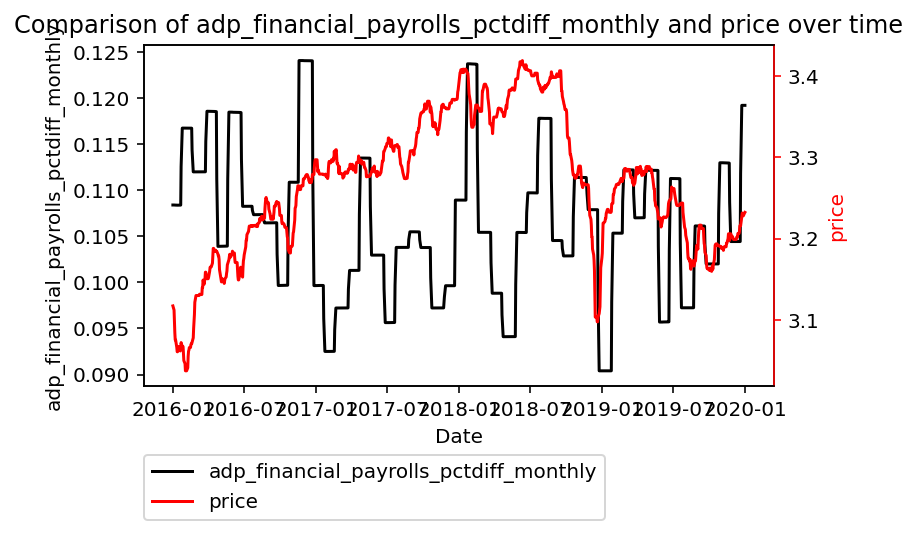 Comparison of adp_financial_payrolls_pctdiff_monthly and price over time
adp_financial_payrolls_pctdiff_monthly
0.125
0.120
0.115
0.110
0.105
0.100
0.095
0.090
3.4
3.3
3.2
3.1
price
2016-01 2016-07 2017-01 2017-07 2018-01 2018-07 2019-01 2019-07 2020-01
Date
adp_financial_payrolls_pctdiff_monthly
price